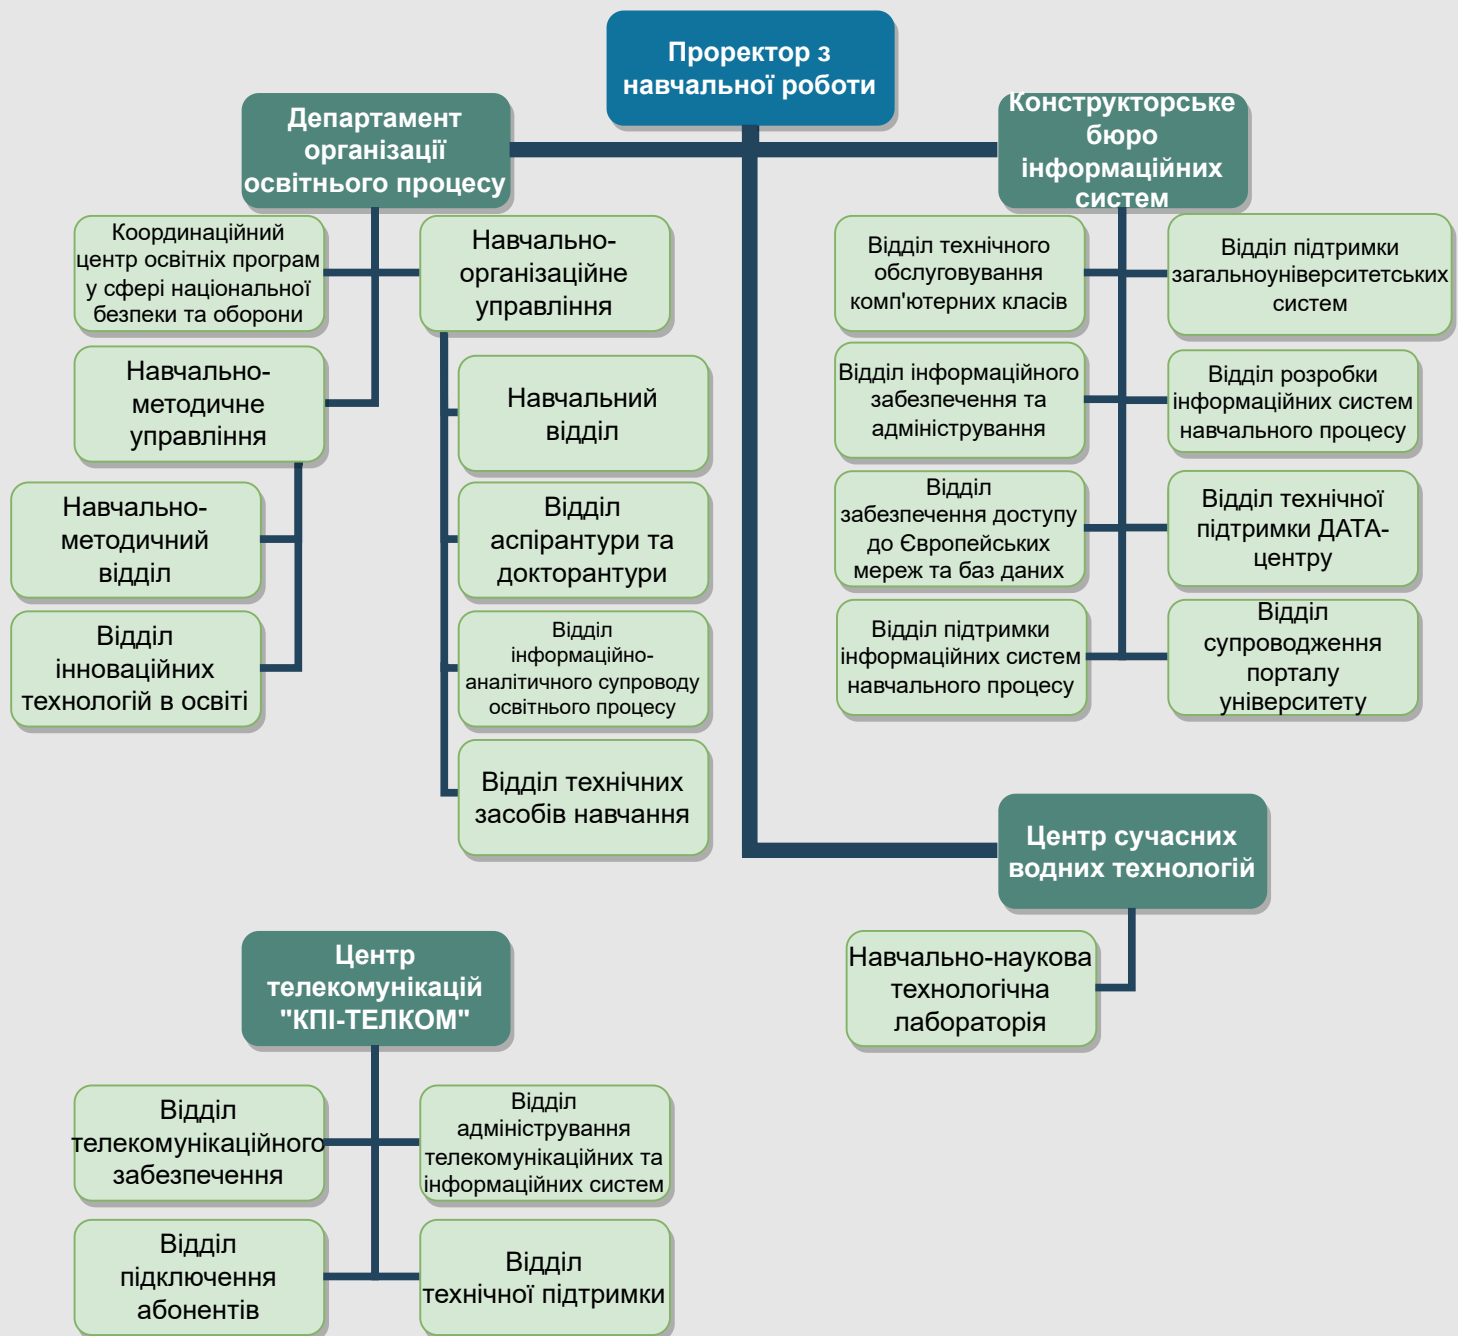 Проректор з
навчальної роботи
Департамент
організації
освітнього процесу
Конструкторське
бюро
інформаційних
систем
Координаційний
центр освітніх програм
у сфері національної
безпеки та оборони
Навчально-
організаційне
управління
Навчально-
методичне
управління
Навчально-
методичний
відділ
Відділ
інноваційних
технологій в освіті
Навчальний
відділ
Відділ
аспірантури та
докторантури
Відділ
інформаційно-
аналітичного супроводу
освітнього процесу
Відділ технічних
засобів навчання
Відділ технічного
обслуговування
комп'ютерних класів
Відділ підтримки
загальноуніверситетських
систем
Відділ інформаційного
забезпечення та
адміністрування
Відділ розробки
інформаційних систем
навчального процесу
Відділ
забезпечення доступу
до Європейських
мереж та баз даних
Відділ технічної
підтримки ДАТА-
центру
Відділ підтримки
інформаційних систем
навчального процесу
Відділ
супроводження
порталу
університету
Центр сучасних
водних технологій
Навчально-наукова
технологічна
лабораторія
Центр
телекомунікацій
"КПІ-ТЕЛКОМ"
Відділ
телекомунікаційного
забезпечення
Відділ
адміністрування
телекомунікаційних та
інформаційних систем
Відділ
підключення
абонентів
Відділ
технічної підтримки